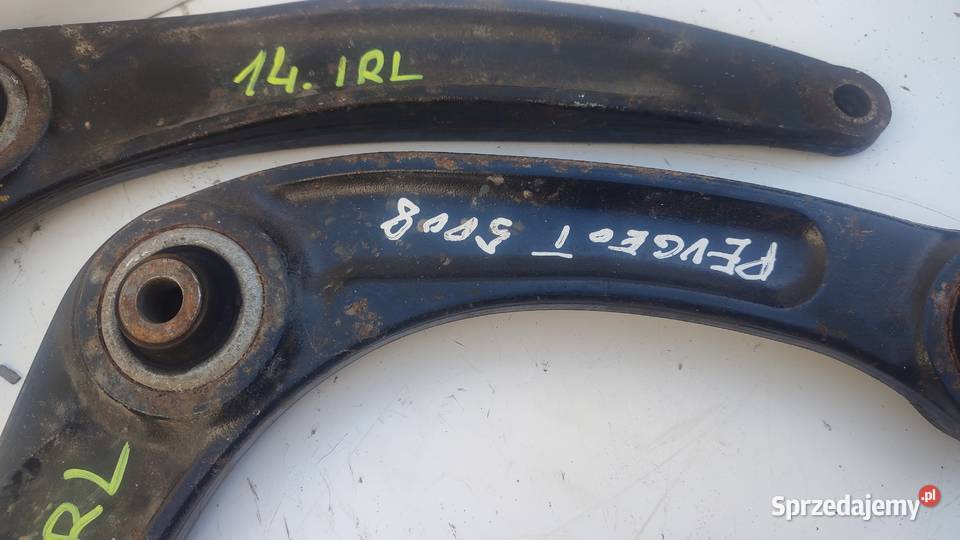 14. IRL
PEUGEOT 5008
RL
Sprzedajemy.pl